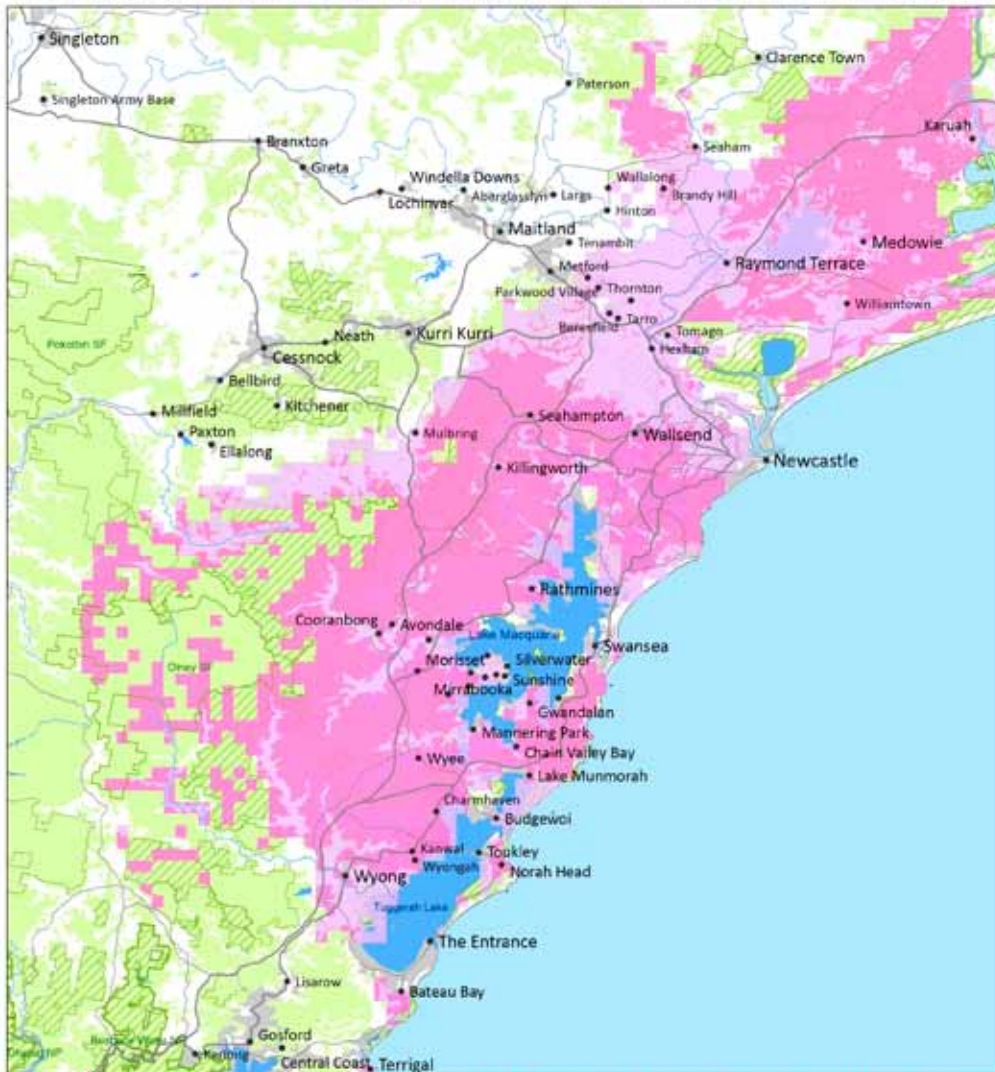 Singleton
Clarence Town
Paterson
Singleton Army Base
Karuah
Branxton
Seaham
Greta
Windella Downs
Wallalong
Aberglasslyn
Largs
Brandy Hill
Lochinvar
Hinton
Maitland
Tenambit
Medowie
Raymond Terrace
Metford
Parkwood Village
Thornton
Williamtown
Beresfield
Tarro
Neath
Kurri Kurri
Tomago
Pokolbin SF
Cessnock
Hexham
Bellbird
Kitchener
Millfield
Seahampton
Paxton
Mulbring
Wallsend
Ellalong
Newcastle
Killingworth
Rathmines
Cooranbong
Avondale
Lake Macquarie
Swansea
Olney SF
Morisset
Silverwater
Sunshine
Mirrabooka
Gwandalan
Mannering Park
Chain Valley Bay
Wyee
Lake Munmorah
Charmhaven
Budgewoi
Kanwal
Toukley
Wyongah
Norah Head
Wyong
Tuggerah Lake
The Entrance
Lisarow
Bateau Bay
Gosford
Central Coast
Terrigal